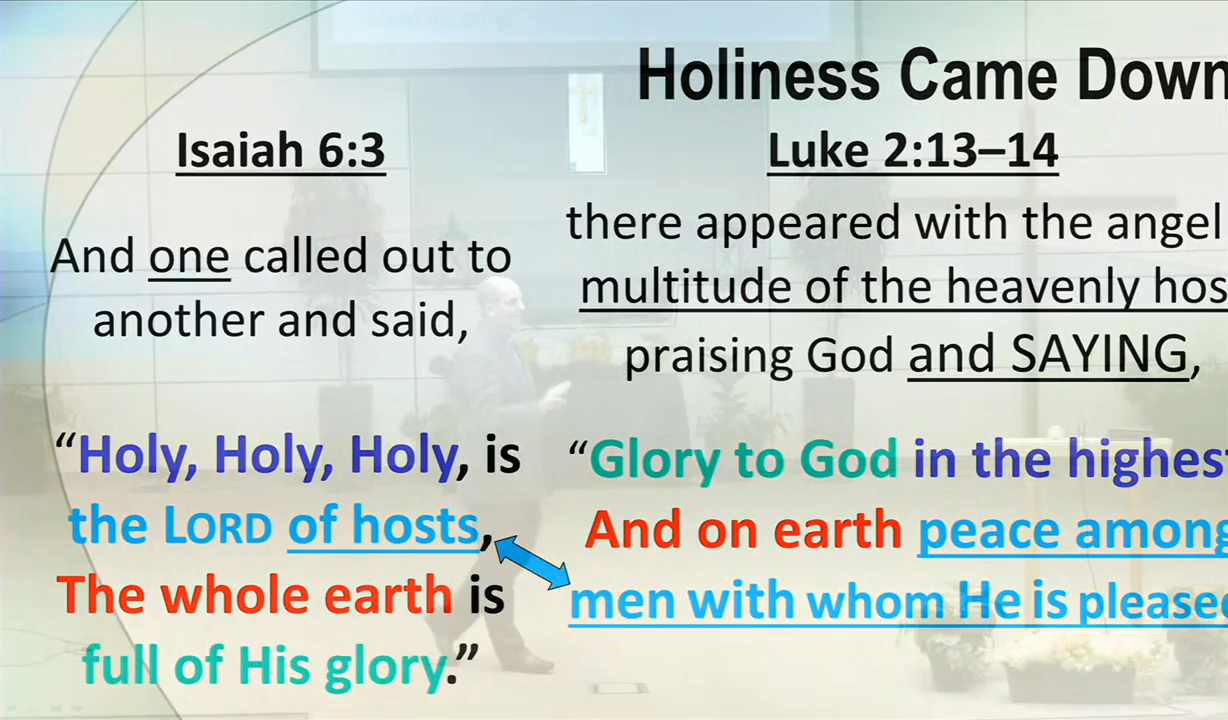 Holiness Came Down
Isaiah 6:3
And one called out to
another and said,
“Holy, Holy, Holy, is
the LORD of hosts,
The whole earth is
full of His glory.”
Luke 2:13–14
there appeared with the angel
multitude of the heavenly hos
praising God and SAYING,
“Glory to God in the highest
And on earth peace among
men with whom He is pleased